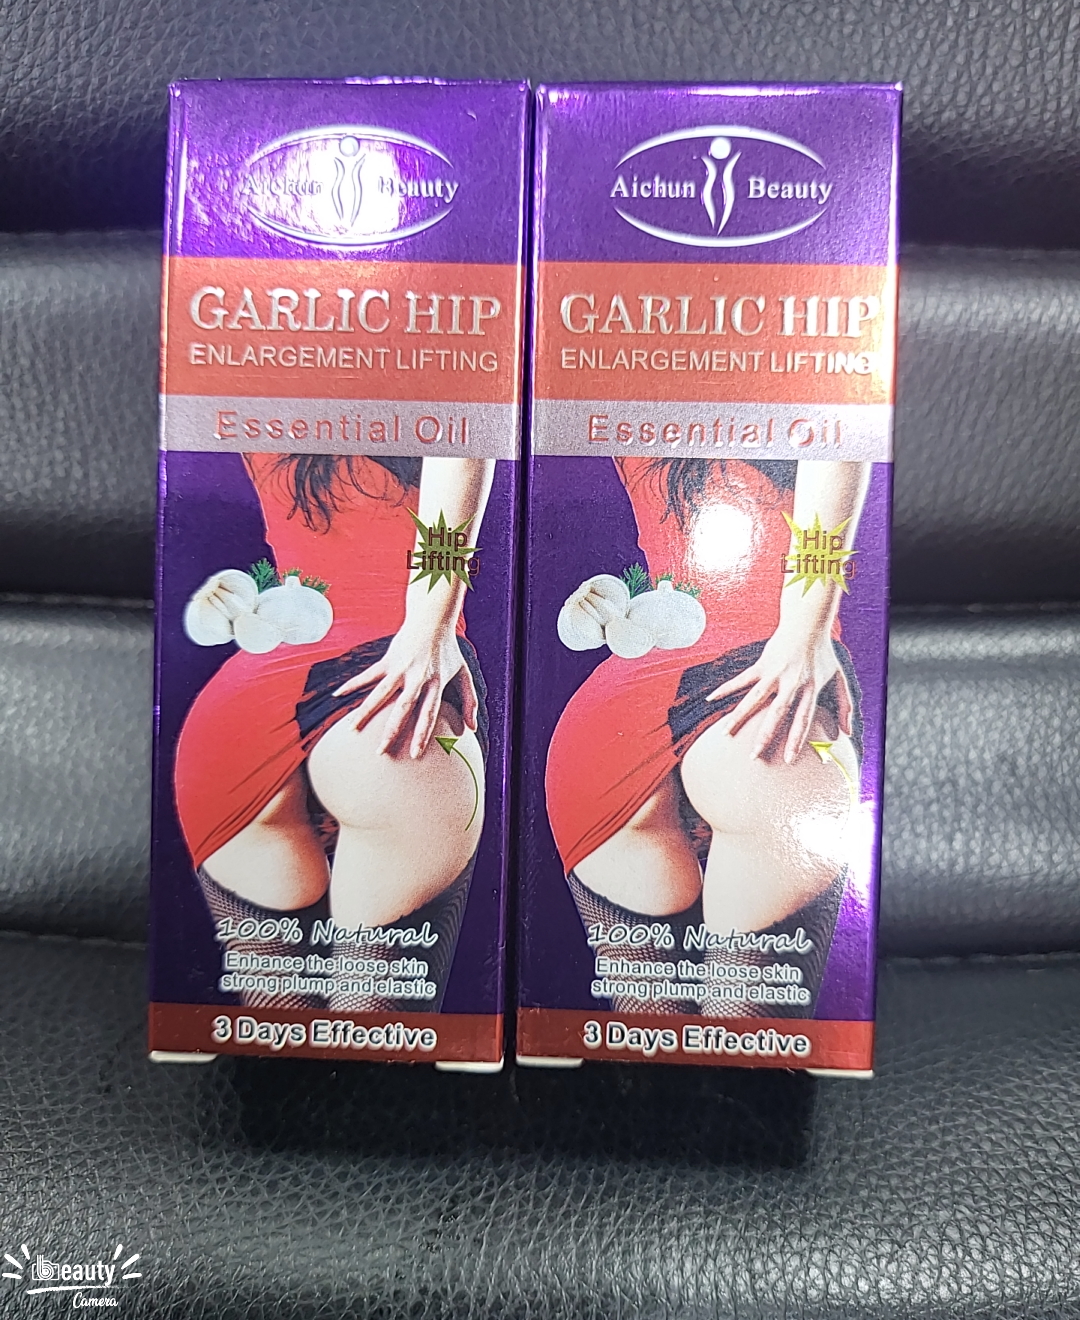 Aichun Beauty
GARLIC HIP
ENLARGEMENT LIFTING
Essential Oil
Hip
Lifting
100% Natural
Enhance the loose skin
strong plump and elastic
3 Days Effective
Aichun Beauty
GARLIC HIP
ENLARGEMENT LIFTING
Essential Oil
Hip
Lifting
100% Natural
Enhance the loose skin
strong plump and elastic
3 Days Effective
beauty
Camera